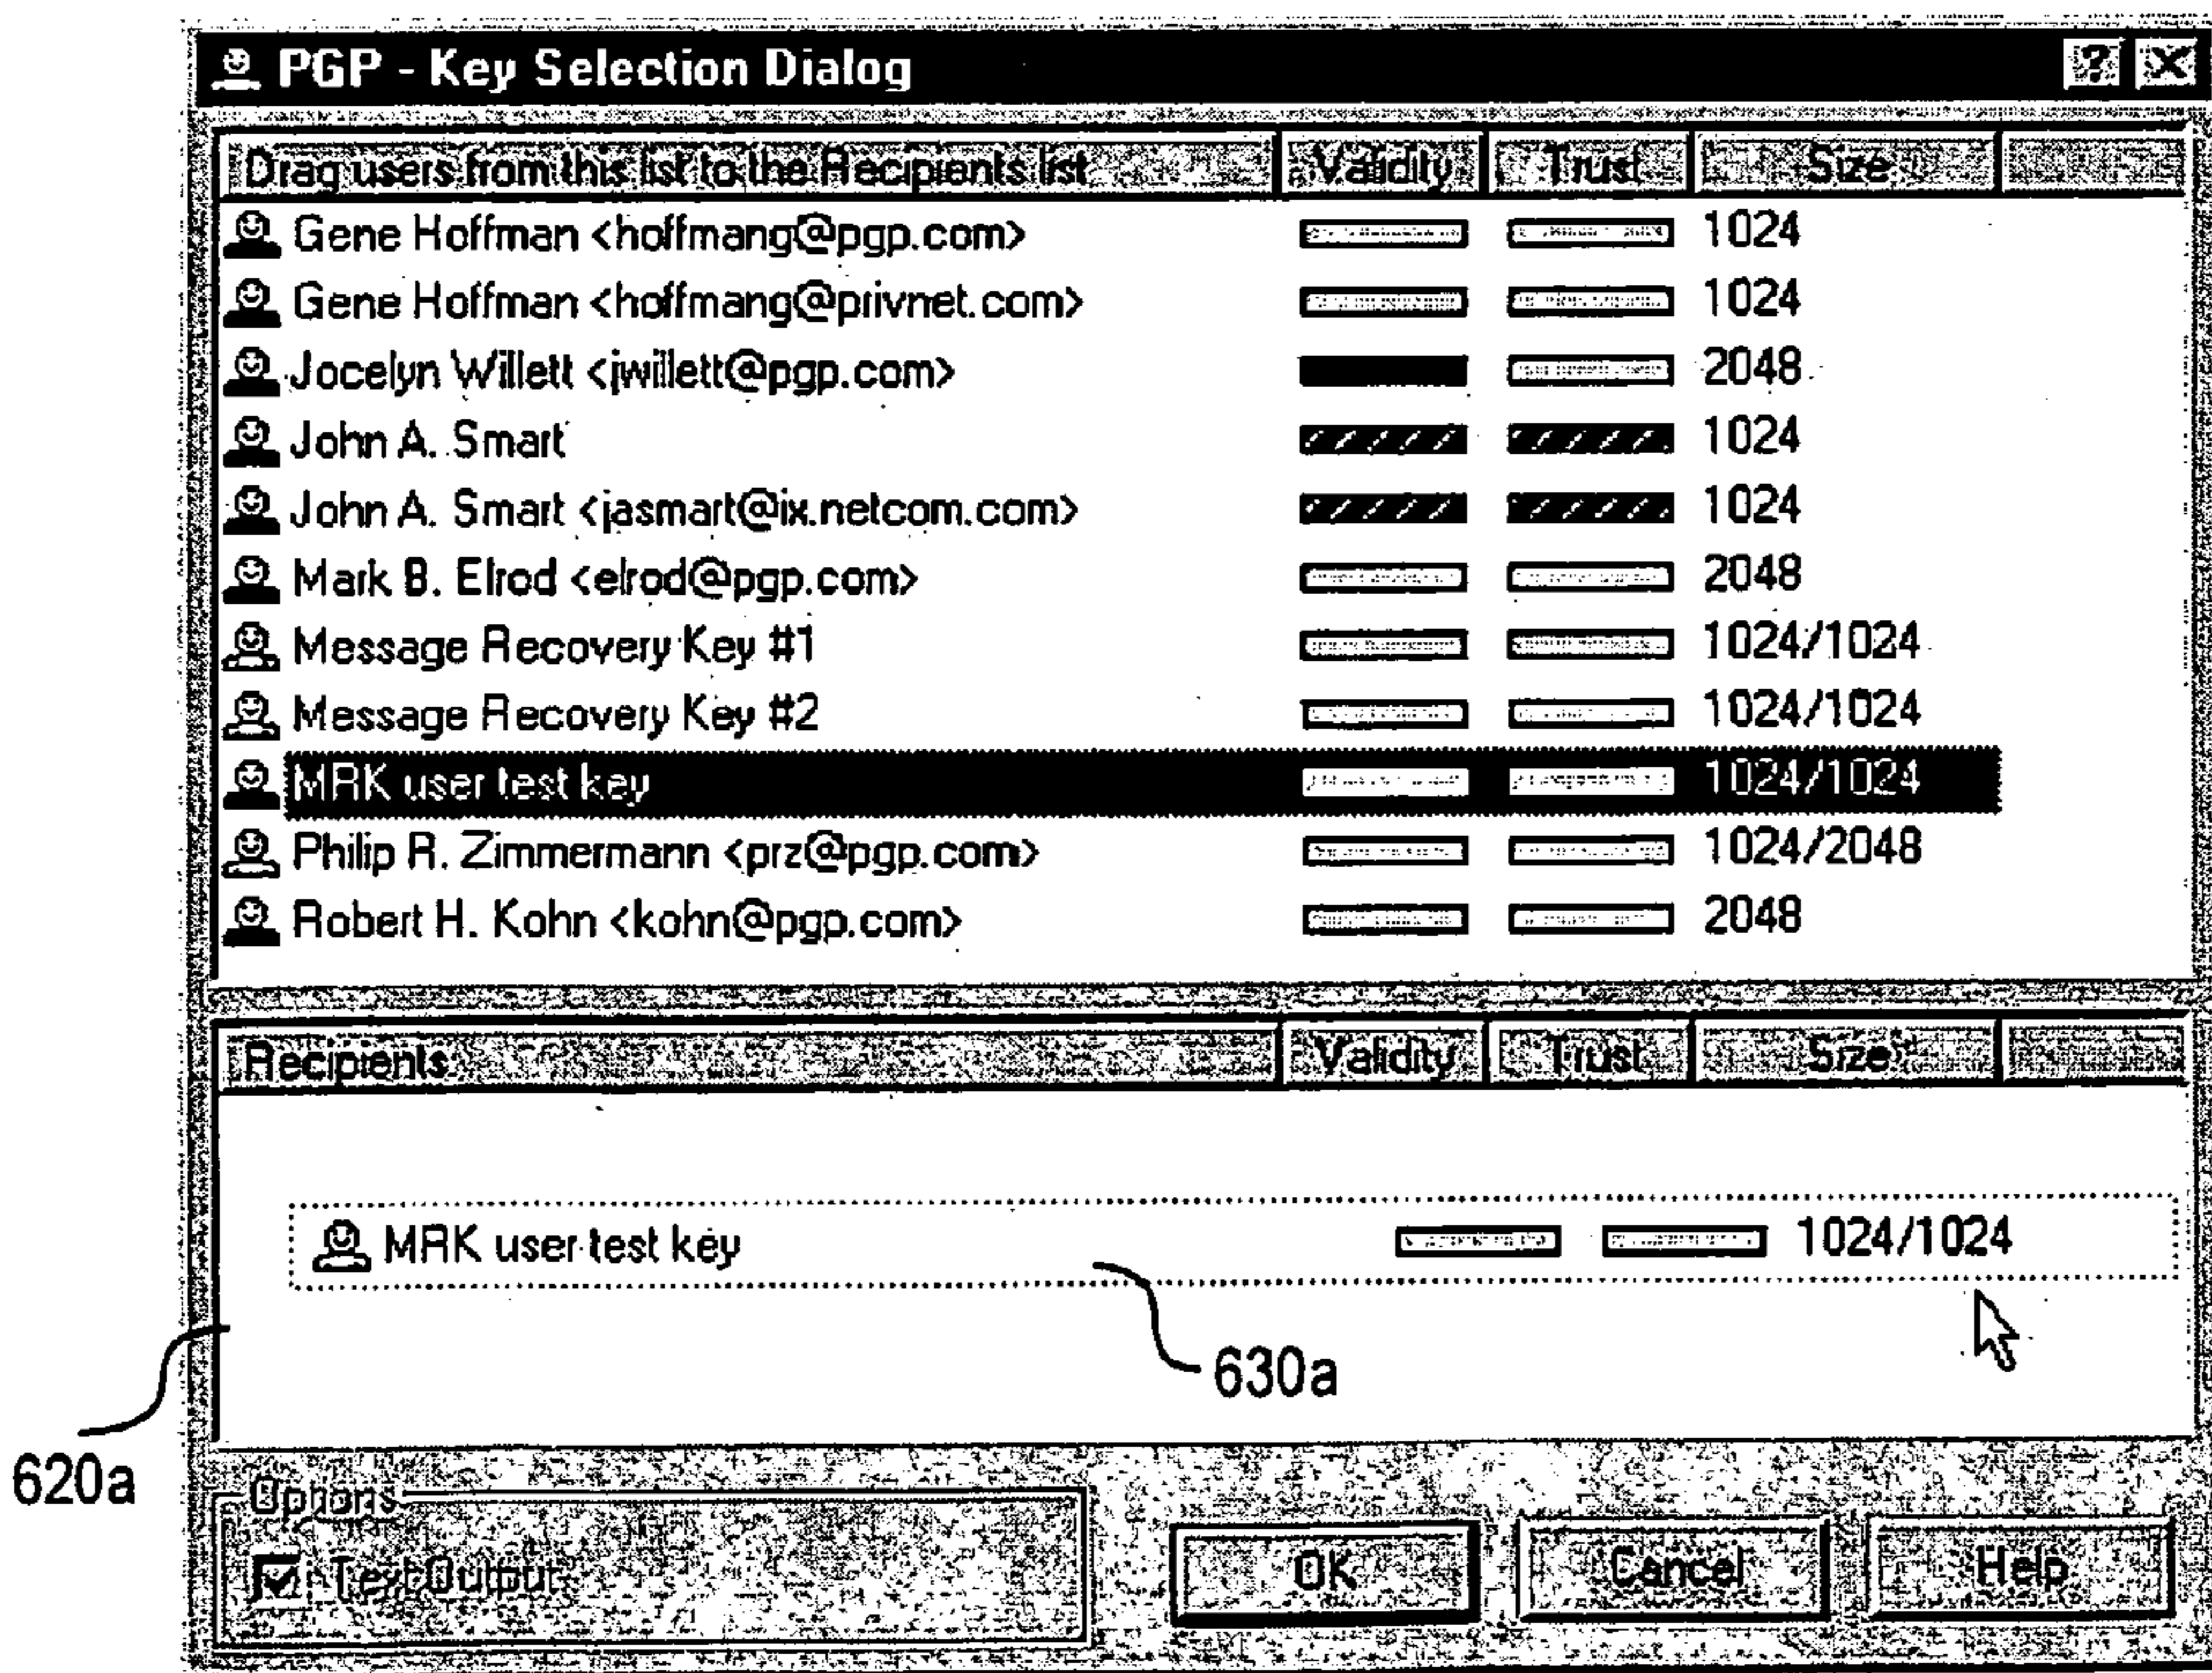 PGP - Key Selection Dialog
Drag users from this list to the Recipients list Validity Trust Size
Gene Hoffman <hoffmang@pgp.com> 1024
Gene Hoffman <hoffmang@privnet.com> 1024
Jocelyn Willett <jwillett@pgp.com> 2048
John A. Smart 1024
John A. Smart <jasmart@ix.netcom.com> 1024
Mark B. Elrod <elrod@pgp.com> 2048
Message Recovery Key #1 1024/1024
Message Recovery Key #2 1024/1024
MRK user test key 1024/1024
Philip R. Zimmermann <prz@pgp.com> 1024/2048
Robert H. Kohn <kohn@pgp.com> 2048
Recipients Validity Trust Size
MRK user test key 1024/1024
630a
620a
Options
Text Output
OK Cancel Help